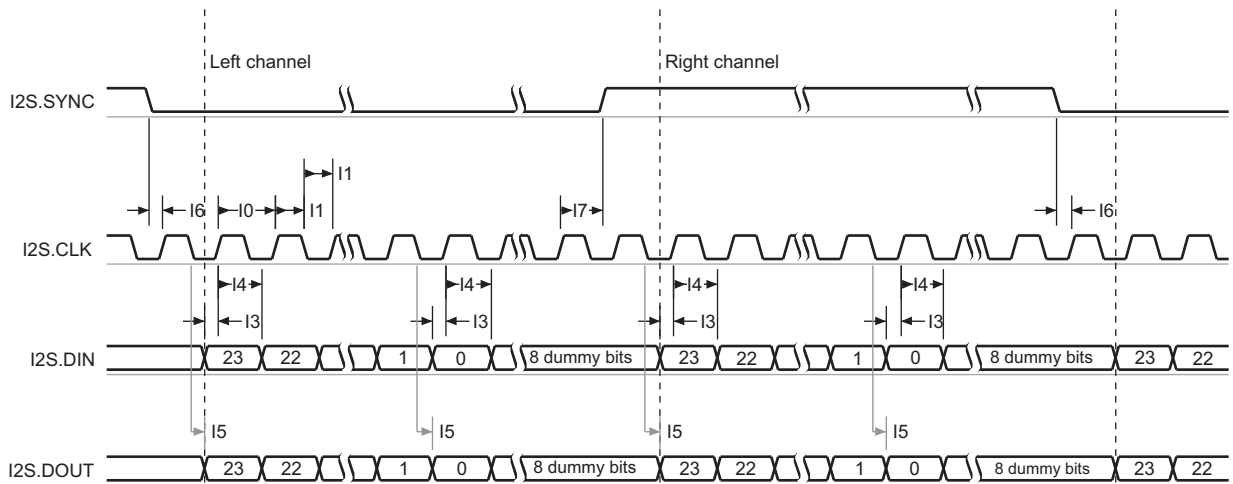 Left channel Right channel
I2S.SYNC
I1
I6 I0 I1 I7 I6
I2S.CLK
I4 I4 I4 I4
I3 I3 I3 I3
I2S.DIN 23 22 1 0 8 dummy bits 23 22 1 0 8 dummy bits 23 22
I5 I5 I5 I5
I2S.DOUT 23 22 1 0 8 dummy bits 23 22 1 0 8 dummy bits 23 22